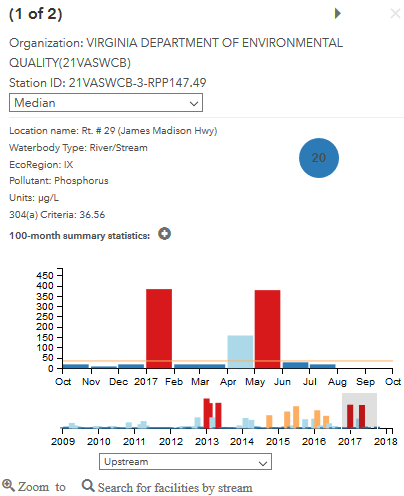 (1 of 2)
Organization: VIRGINIA DEPARTMENT OF ENVIRONMENTAL
QUALITY(21VASWCB)
Station ID: 21VASWCB-3-RPP147.49
Median
Location name: Rt. # 29 (James Madison Hwy)
Waterbody Type: River/Stream
EcoRegion: IX
Pollutant: Phosphorus
Units: µg/L
304(a) Criteria: 36.56
20
100-month summary statistics:
450
400
350
300
250
200
150
100
50
0
Oct Nov Dec 2017 Feb Mar Apr May Jun Jul Aug Sep Oct
2009 2010 2011 2012 2013 2014 2015 2016 2017 2018
Upstream
Zoom to Search for facilities by stream